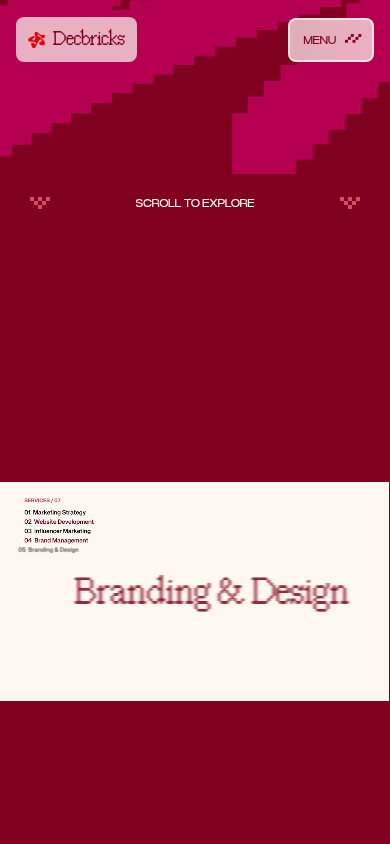 Decbricks
MENU
SCROLL TO EXPLORE
SERVICES / 07
01 Marketing Strategy
02 Website Development
03 Influencer Marketing
04 Brand Management
05 Branding & Design
Branding & Design